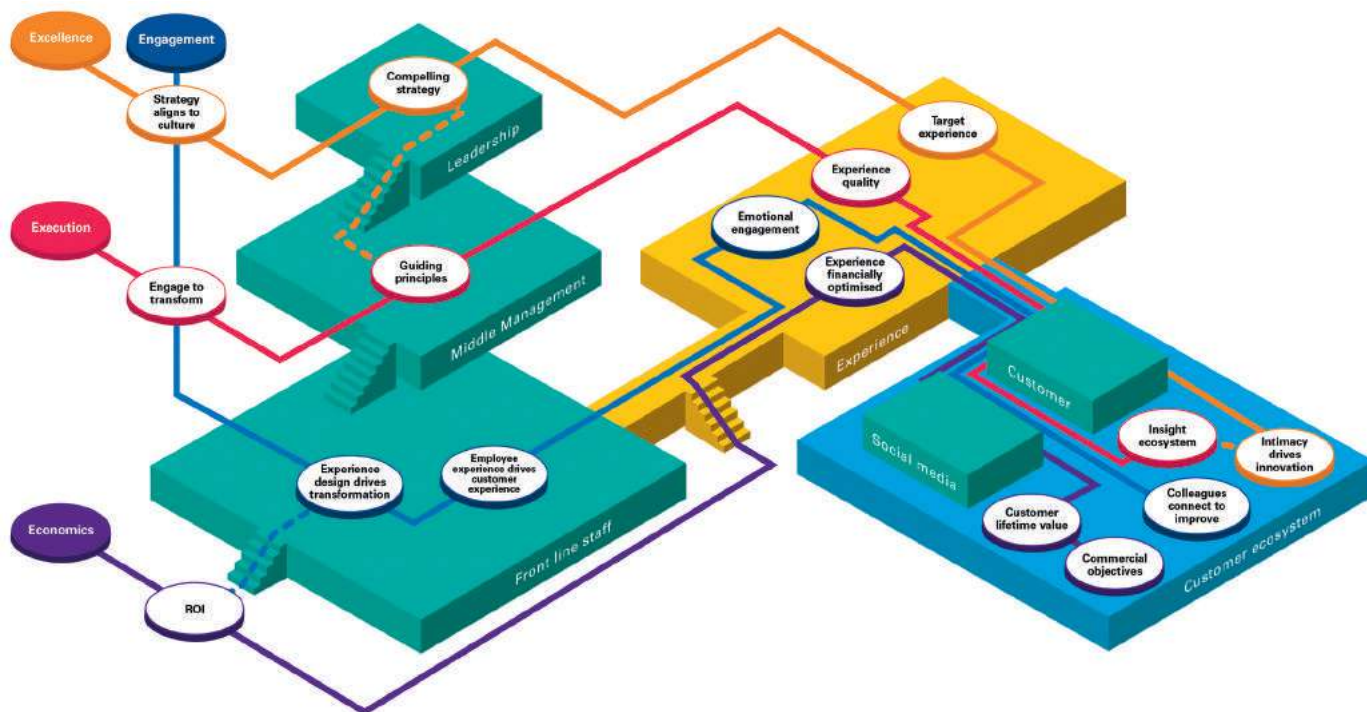 Excellence
Engagement
Strategy
aligns to
culture
Compelling
strategy
Leadership
Target
experience
Experience
quality
Emotional
engagement
Execution
Engage to
transform
Guiding
principles
Middle Management
Experience
financially
optimised
Experience
Customer
Social media
Insight
ecosystem
Intimacy
drives
innovation
Experience
design drives
transformation
Employee
experience drives
customer
experience
Front line staff
Customer
lifetime value
Colleagues
connect to
improve
Commercial
objectives
Customer ecosystem
Economics
ROI